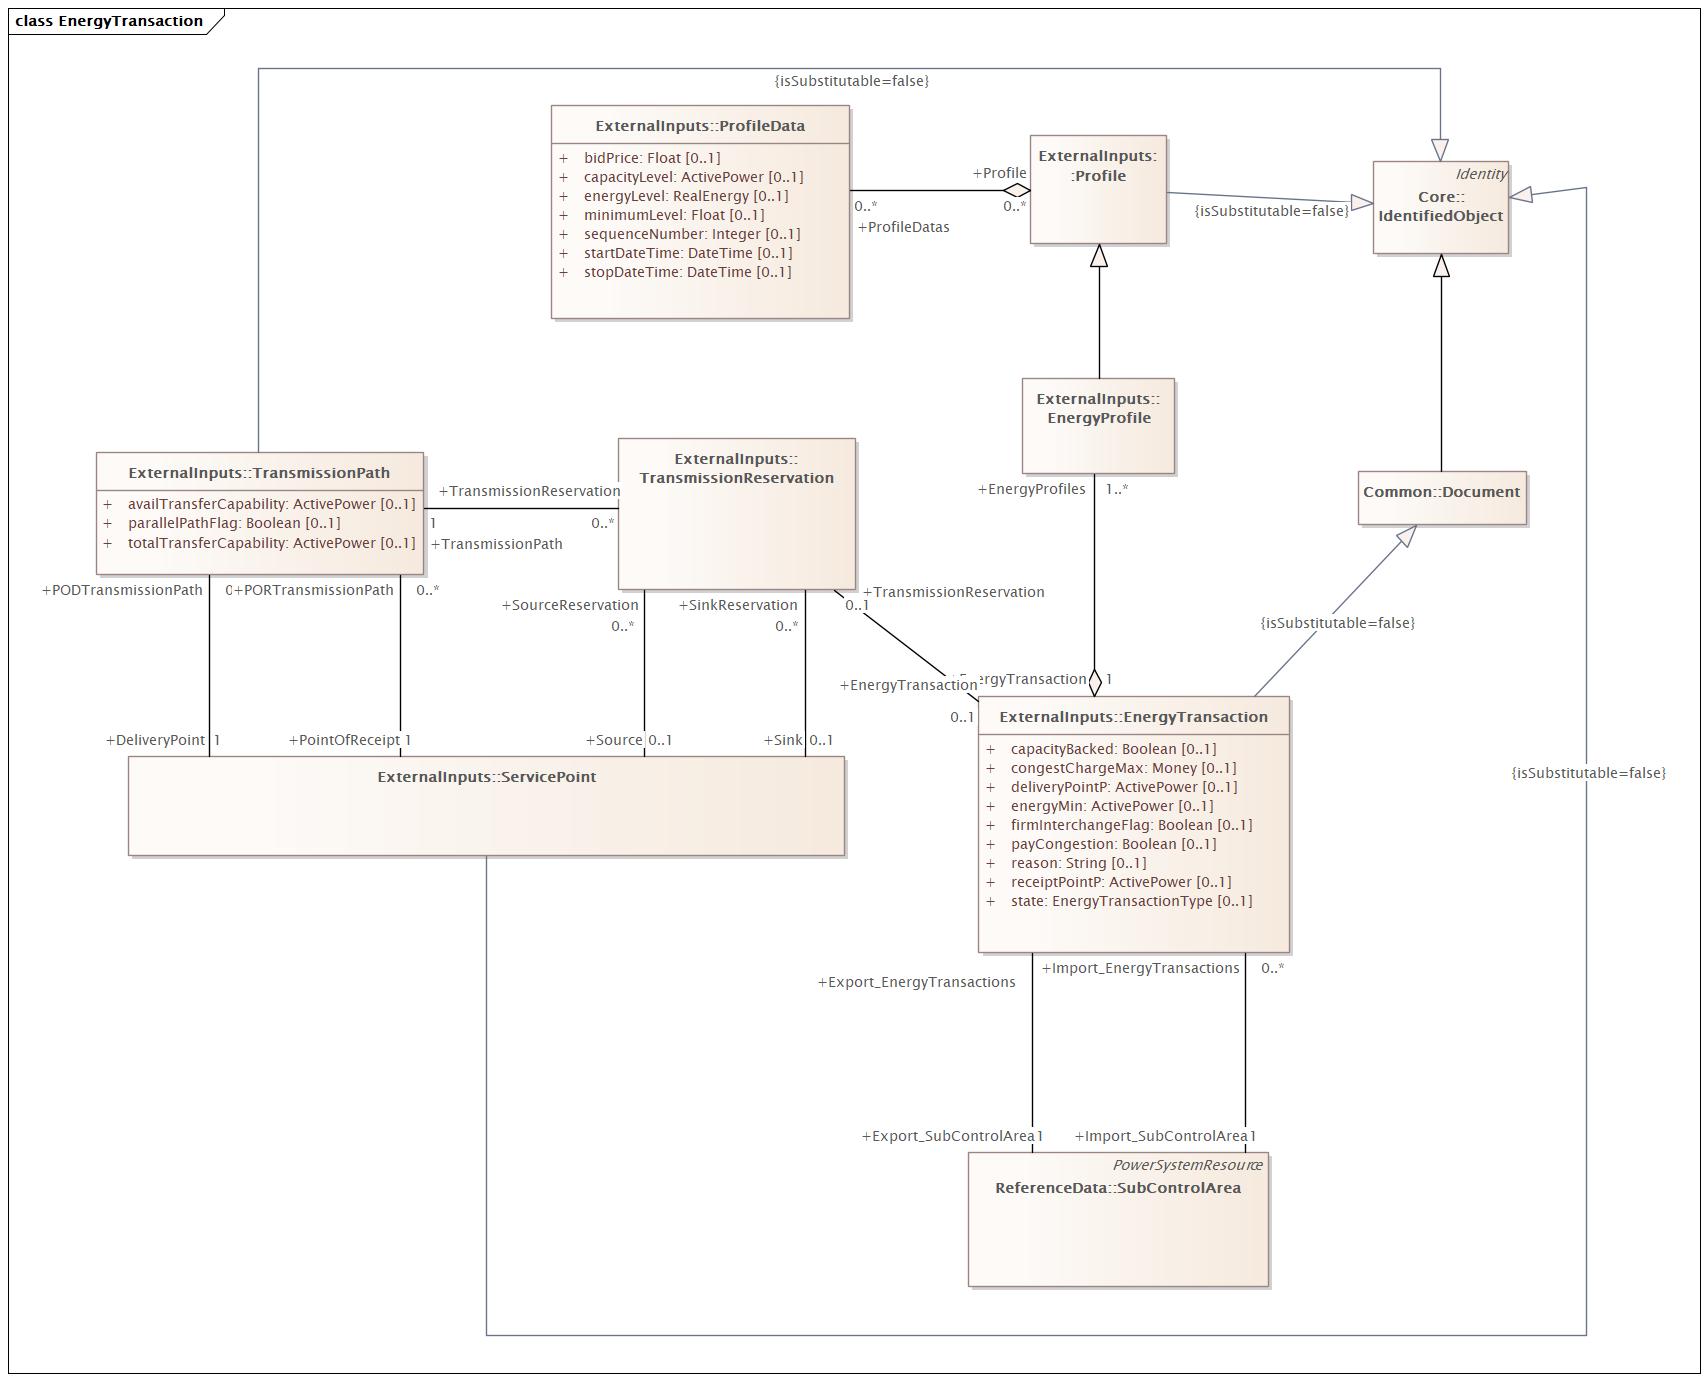 class EnergyTransaction
{isSubstitutable=false}
ExternalInputs::ProfileData
+ bidPrice: Float [0..1]
+ capacityLevel: ActivePower [0..1]
+ energyLevel: RealEnergy [0..1]
+ minimumLevel: Float [0..1]
+ sequenceNumber: Integer [0..1]
+ startDateTime: DateTime [0..1]
+ stopDateTime: DateTime [0..1]
+Profile
0..*
0..*
+ProfileDatas
ExternalInputs:
:Profile
{isSubstitutable=false}
Identity
Core::
IdentifiedObject
ExternalInputs::
EnergyProfile
+EnergyProfiles
1..*
ExternalInputs::TransmissionPath
+ availTransferCapability: ActivePower [0..1]
+ parallelPathFlag: Boolean [0..1]
+ totalTransferCapability: ActivePower [0..1]
+TransmissionReservation
1
0..*
+TransmissionPath
ExternalInputs::
TransmissionReservation
Common::Document
+PODTransmissionPath
+PORTransmissionPath
0..*
+SourceReservation
0..*
+SinkReservation
0..*
+TransmissionReservation
0..1
{isSubstitutable=false}
+EnergyTransaction
0..1
ergyTransaction
1
+DeliveryPoint 1
+PointOfReceipt 1
+Source 0..1
+Sink 0..1
ExternalInputs::ServicePoint
ExternalInputs::EnergyTransaction
+ capacityBacked: Boolean [0..1]
+ congestChargeMax: Money [0..1]
+ deliveryPointP: ActivePower [0..1]
+ energyMin: ActivePower [0..1]
+ firmInterchangeFlag: Boolean [0..1]
+ payCongestion: Boolean [0..1]
+ reason: String [0..1]
+ receiptPointP: ActivePower [0..1]
+ state: EnergyTransactionType [0..1]
{isSubstitutable=false}
+Export_EnergyTransactions
+Import_EnergyTransactions
0..*
+Export_SubControlArea 1
+Import_SubControlArea 1
PowerSystemResource
ReferenceData::SubControlArea